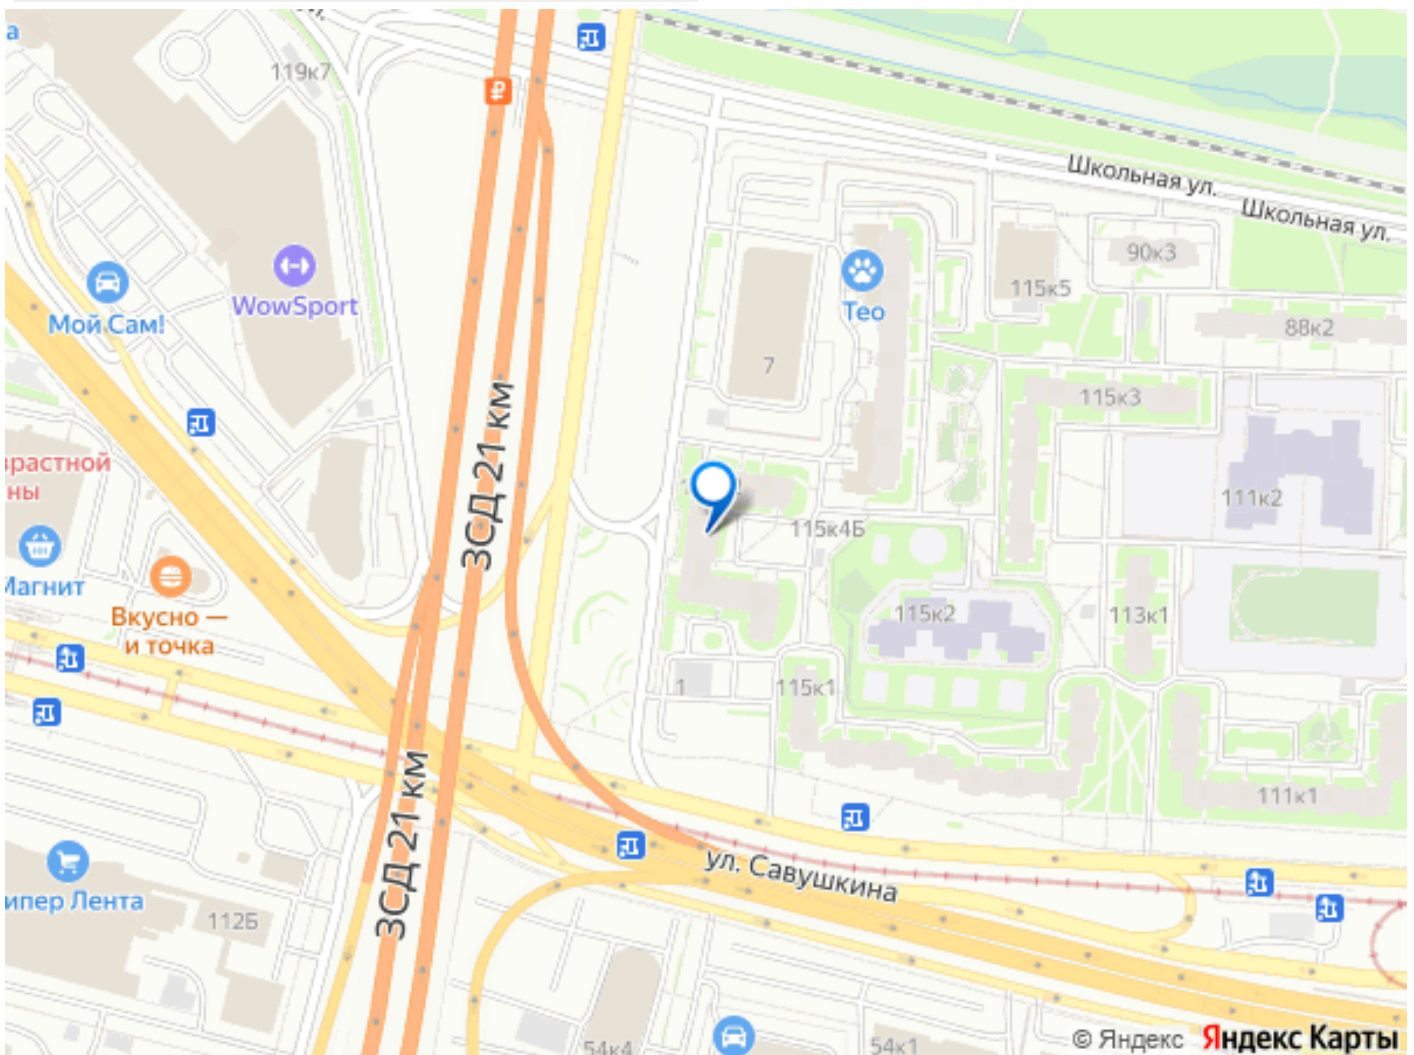 а
119к7
₽
Школьная ул.
Школьная ул.
90к3
WowSport
Мой Сам!
Тео
115к5
88к2
7
115к3
ЗСД 21 км
зрастной
ны
111к2
115к4Б
Магнит
Вкусно —
и точка
115к2
113к1
1
115к1
ЗСД 21 км
111к1
ул. Савушкина
ипер Лента
112Б
54к4
54к1
© Яндекс Яндекс Карты